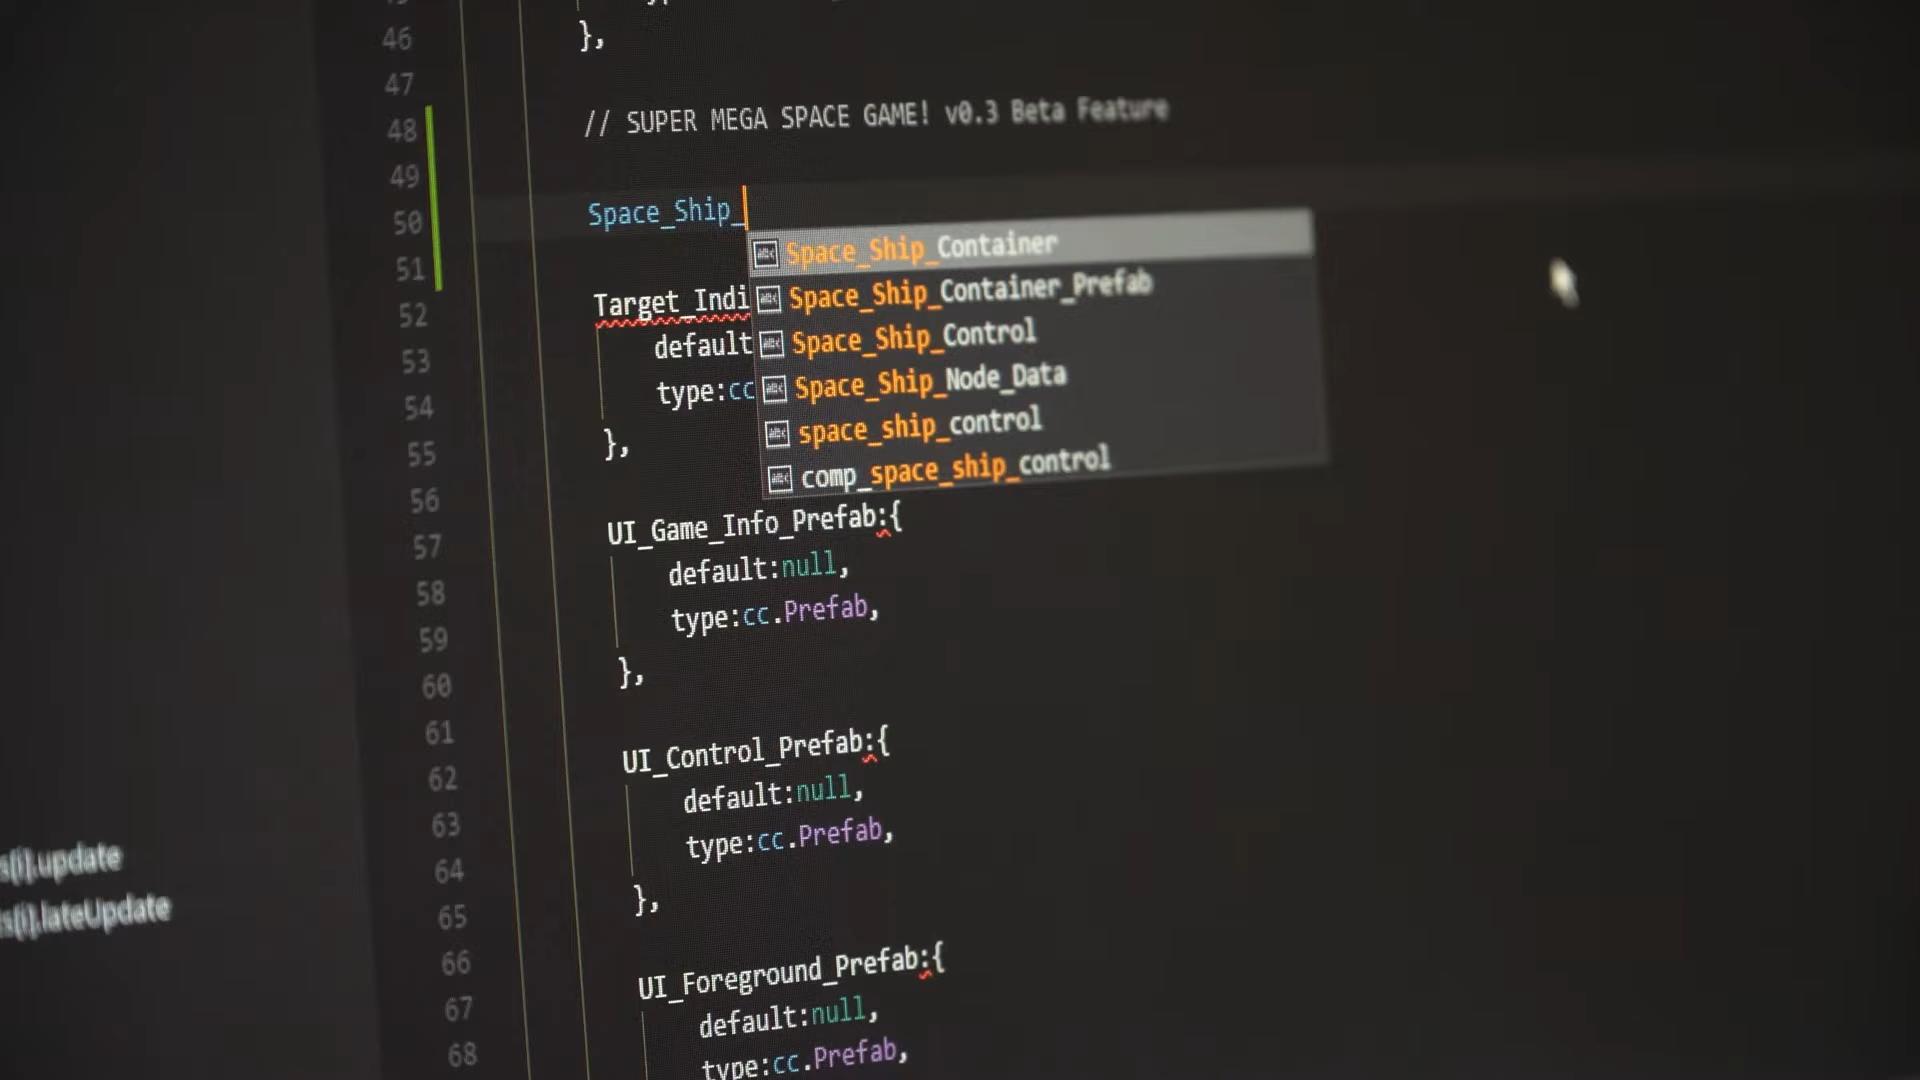 46
},
47
48
// SUPER MEGA SPACE GAME! v0.3 Beta Feature
49
50
Space_Ship_
Space_Ship_Container
51
Space_Ship_Container_Prefab
52
Target_Indi
Space_Ship_Control
53
default
Space_Ship_Node_Data
54
type:cc
space_ship_control
55
},
comp_space_ship_control
56
57
UI_Game_Info_Prefab:{
58
default:null,
59
type:cc.Prefab,
60
},
61
62
UI_Control_Prefab:{
63
default:null,
64
type:cc.Prefab,
65
},
66
67
UI_Foreground_Prefab:{
68
default:null,
type:cc.Prefab,
s[i].update
s[i].lateUpdate